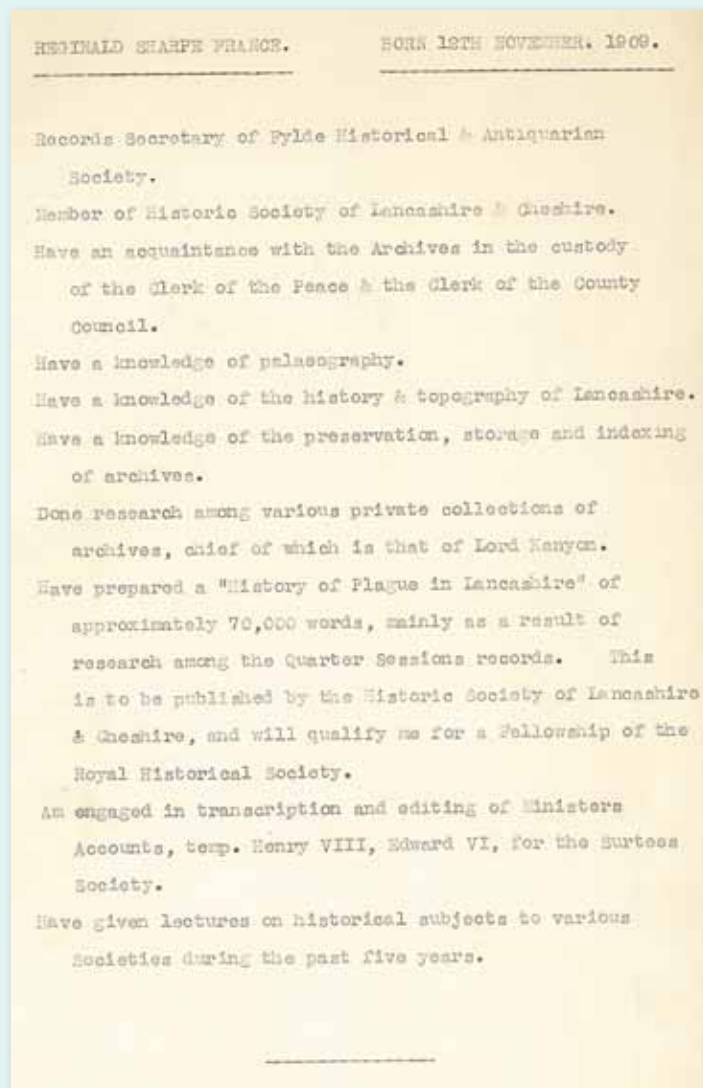 REGINALD SHARPE FRANCE. BORN 12TH NOVEMBER. 1909.
Records Secretary of Fylde Historical & Antiquarian
Society.
Member of Historic Society of Lancashire & Cheshire.
Have an acquaintance with the Archives in the custody
of the Clerk of the Peace & the Clerk of the County
Council.
Have a knowledge of palaeography.
Have a knowledge of the history & topography of Lancashire.
Have a knowledge of the preservation, storage and indexing
of archives.
Done research among various private collections of
archives, chief of which is that of Lord Kenyon.
Have prepared a "History of Plague in Lancashire" of
approximately 70,000 words, mainly as a result of
research among the Quarter Sessions records. This
is to be published by the Historic Society of Lancashire
& Cheshire, and will qualify me for a Fellowship of the
Royal Historical Society.
Am engaged in transcription and editing of Ministers
Accounts, temp. Henry VIII, Edward VI, for the Surtees
Society.
Have given lectures on historical subjects to various
Societies during the past five years.